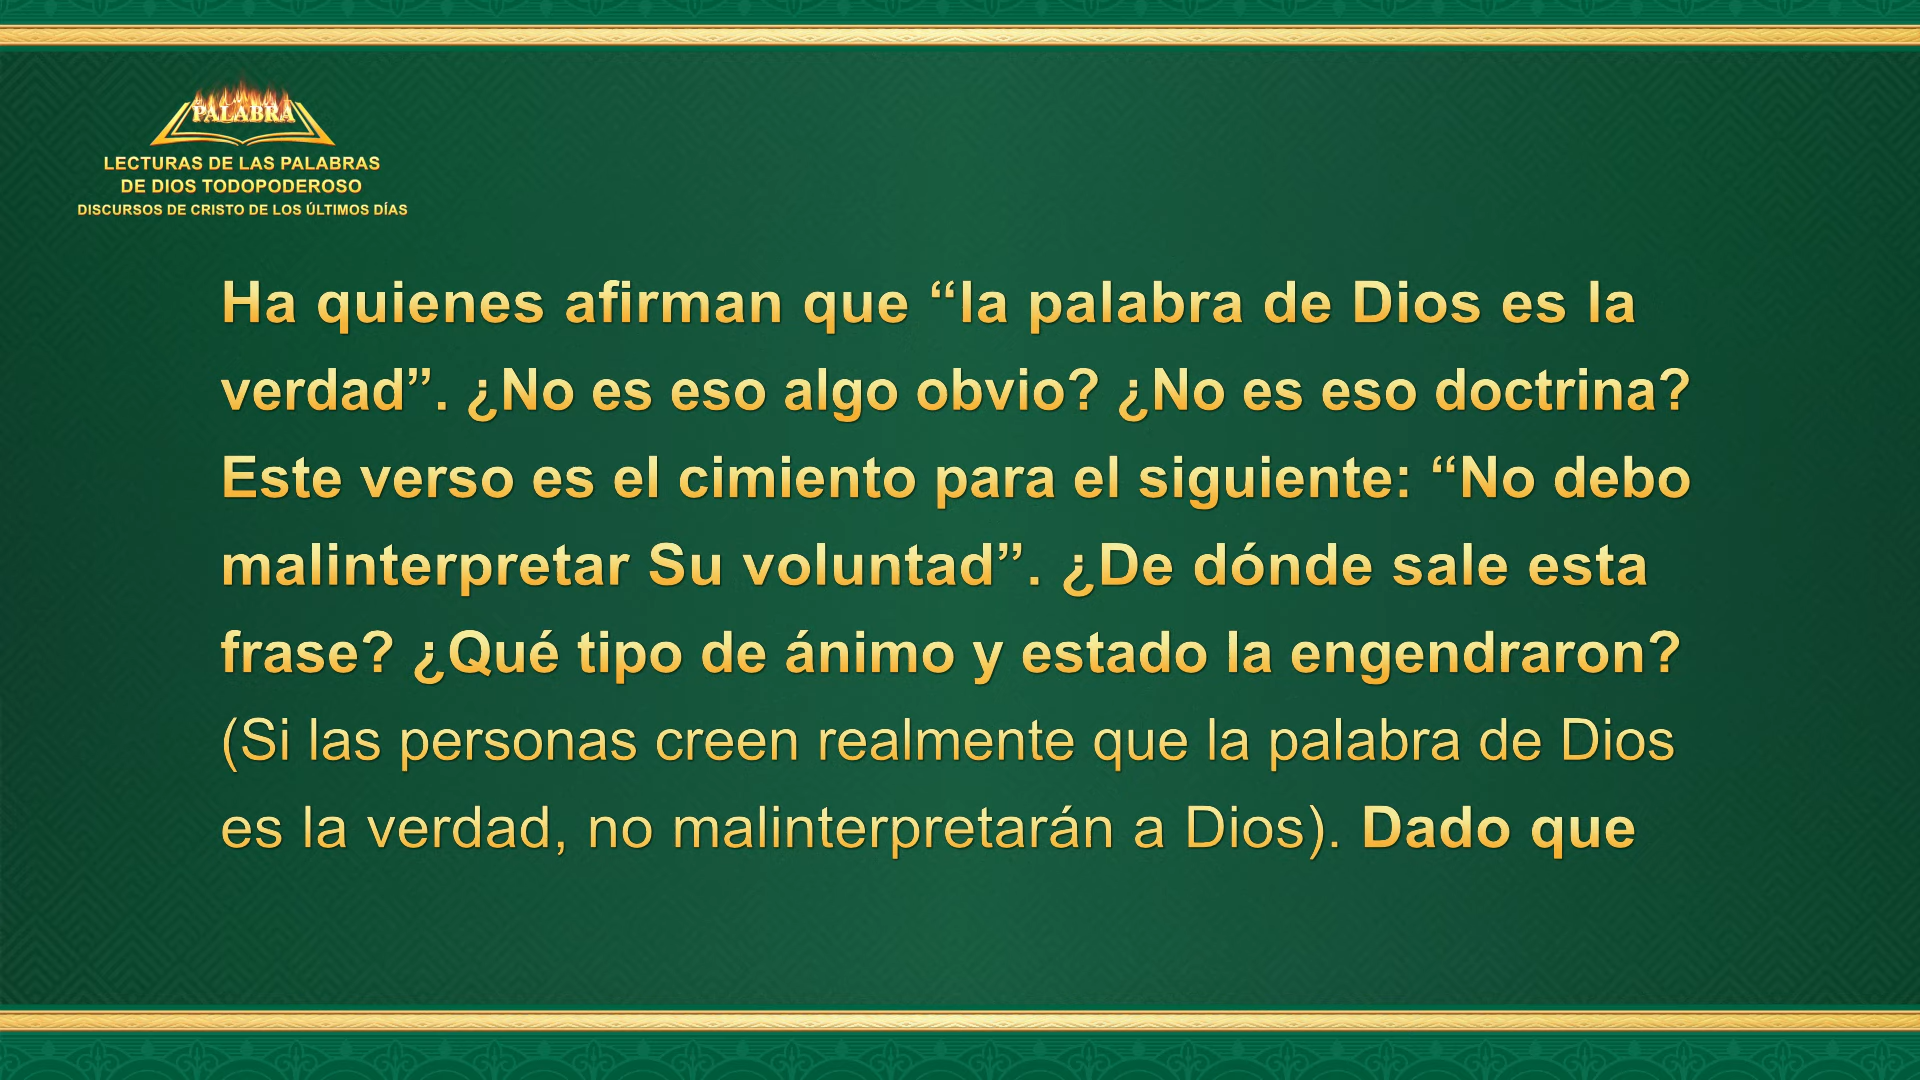 PALABRA
LECTURAS DE LAS PALABRAS
DE DIOS TODOPODEROSO
DISCURSOS DE CRISTO DE LOS ÚLTIMOS DÍAS
Ha quienes afirman que “la palabra de Dios es la
verdad”. ¿No es eso algo obvio? ¿No es eso doctrina?
Este verso es el cimiento para el siguiente: “No debo
malinterpretar Su voluntad”. ¿De dónde sale esta
frase? ¿Qué tipo de ánimo y estado la engendraron?
(Si las personas creen realmente que la palabra de Dios
es la verdad, no malinterpretarán a Dios). Dado que